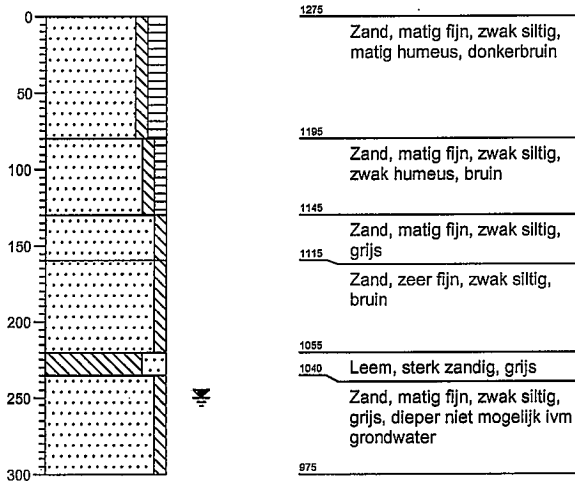 0
50
100
150
200
250
300
1275
Zand, matig fijn, zwak siltig,
matig humeus, donkerbruin
1195
Zand, matig fijn, zwak siltig,
zwak humeus, bruin
1145
Zand, matig fijn, zwak siltig,
grijs
1115
Zand, zeer fijn, zwak siltig,
bruin
1055
Leem, sterk zandig, grijs
1040
Zand, matig fijn, zwak siltig,
grijs, dieper niet mogelijk ivm
grondwater
975